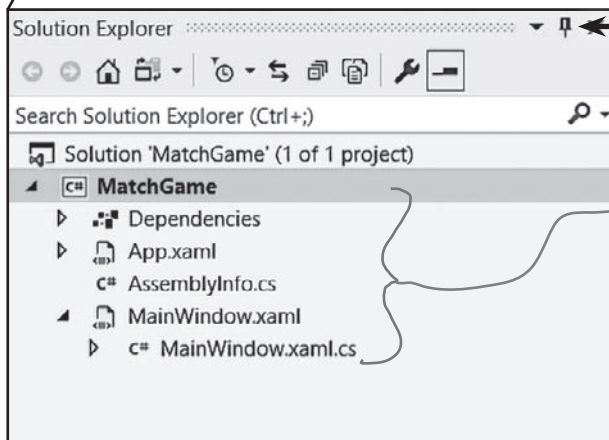 Solution Explorer
Search Solution Explorer (Ctrl+;)
Solution 'MatchGame' (1 of 1 project)
C# MatchGame
Dependencies
App.xaml
C# AssemblyInfo.cs
MainWindow.xaml
C# MainWindow.xaml.cs